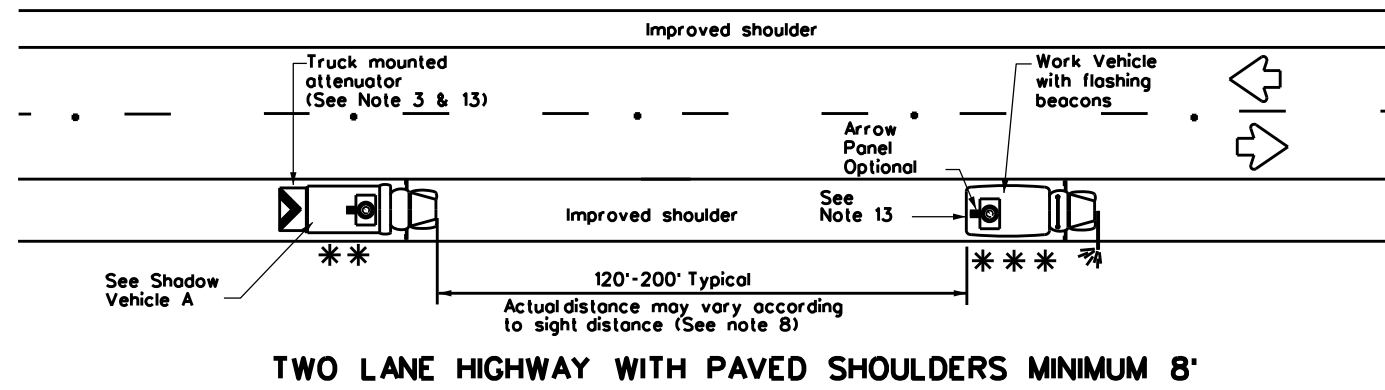 Improved shoulder
Truck mounted
attenuator
(See Note 3 & 13)
Work Vehicle
with flashing
beacons
Arrow
Panel
Optional
See
Note 13
Improved shoulder
See Shadow
Vehicle A
120'-200' Typical
Actual distance may vary according
to sight distance (See note 8)
TWO LANE HIGHWAY WITH PAVED SHOULDERS MINIMUM 8'